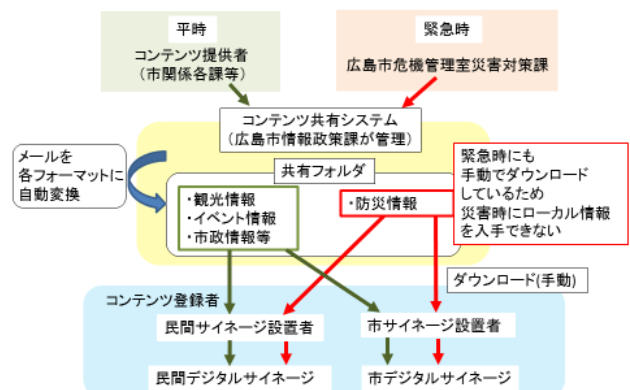 平時
コンテンツ提供者
(市関係各課等)
緊急時
広島市危機管理室災害対策課
コンテンツ共有システム
(広島市情報政策課が管理)
メールを
各フォーマットに
自動変換
共有フォルダ
・観光情報
・イベント情報
・市政情報等
・防災情報
緊急時にも
手動でダウンロード
しているため
災害時にローカル情報
を入手できない
ダウンロード(手動)
コンテンツ登録者
民間サイネージ設置者
市サイネージ設置者
民間デジタルサイネージ
市デジタルサイネージ